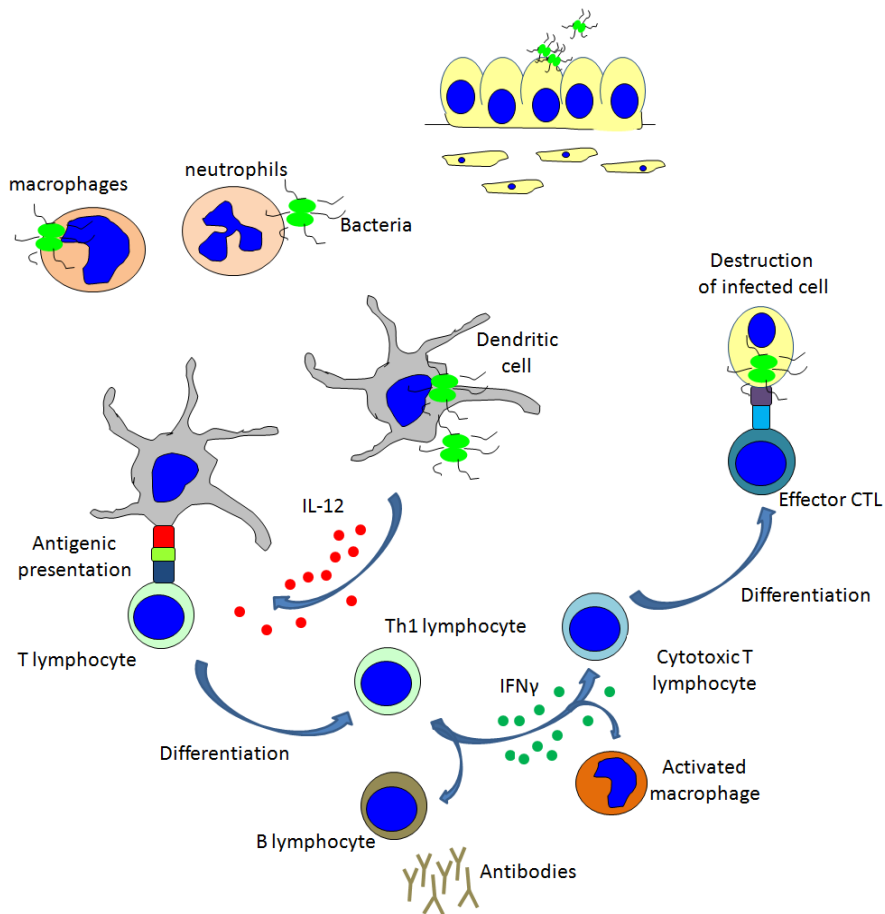 macrophages
neutrophils
Bacteria
Destruction
of infected cell
Dendritic
cell
Effector CTL
IL-12
Antigenic
presentation
T lymphocyte
Differentiation
Th1 lymphocyte
Differentiation
Cytotoxic T
lymphocyte
IFNγ
Activated
macrophage
B lymphocyte
Antibodies